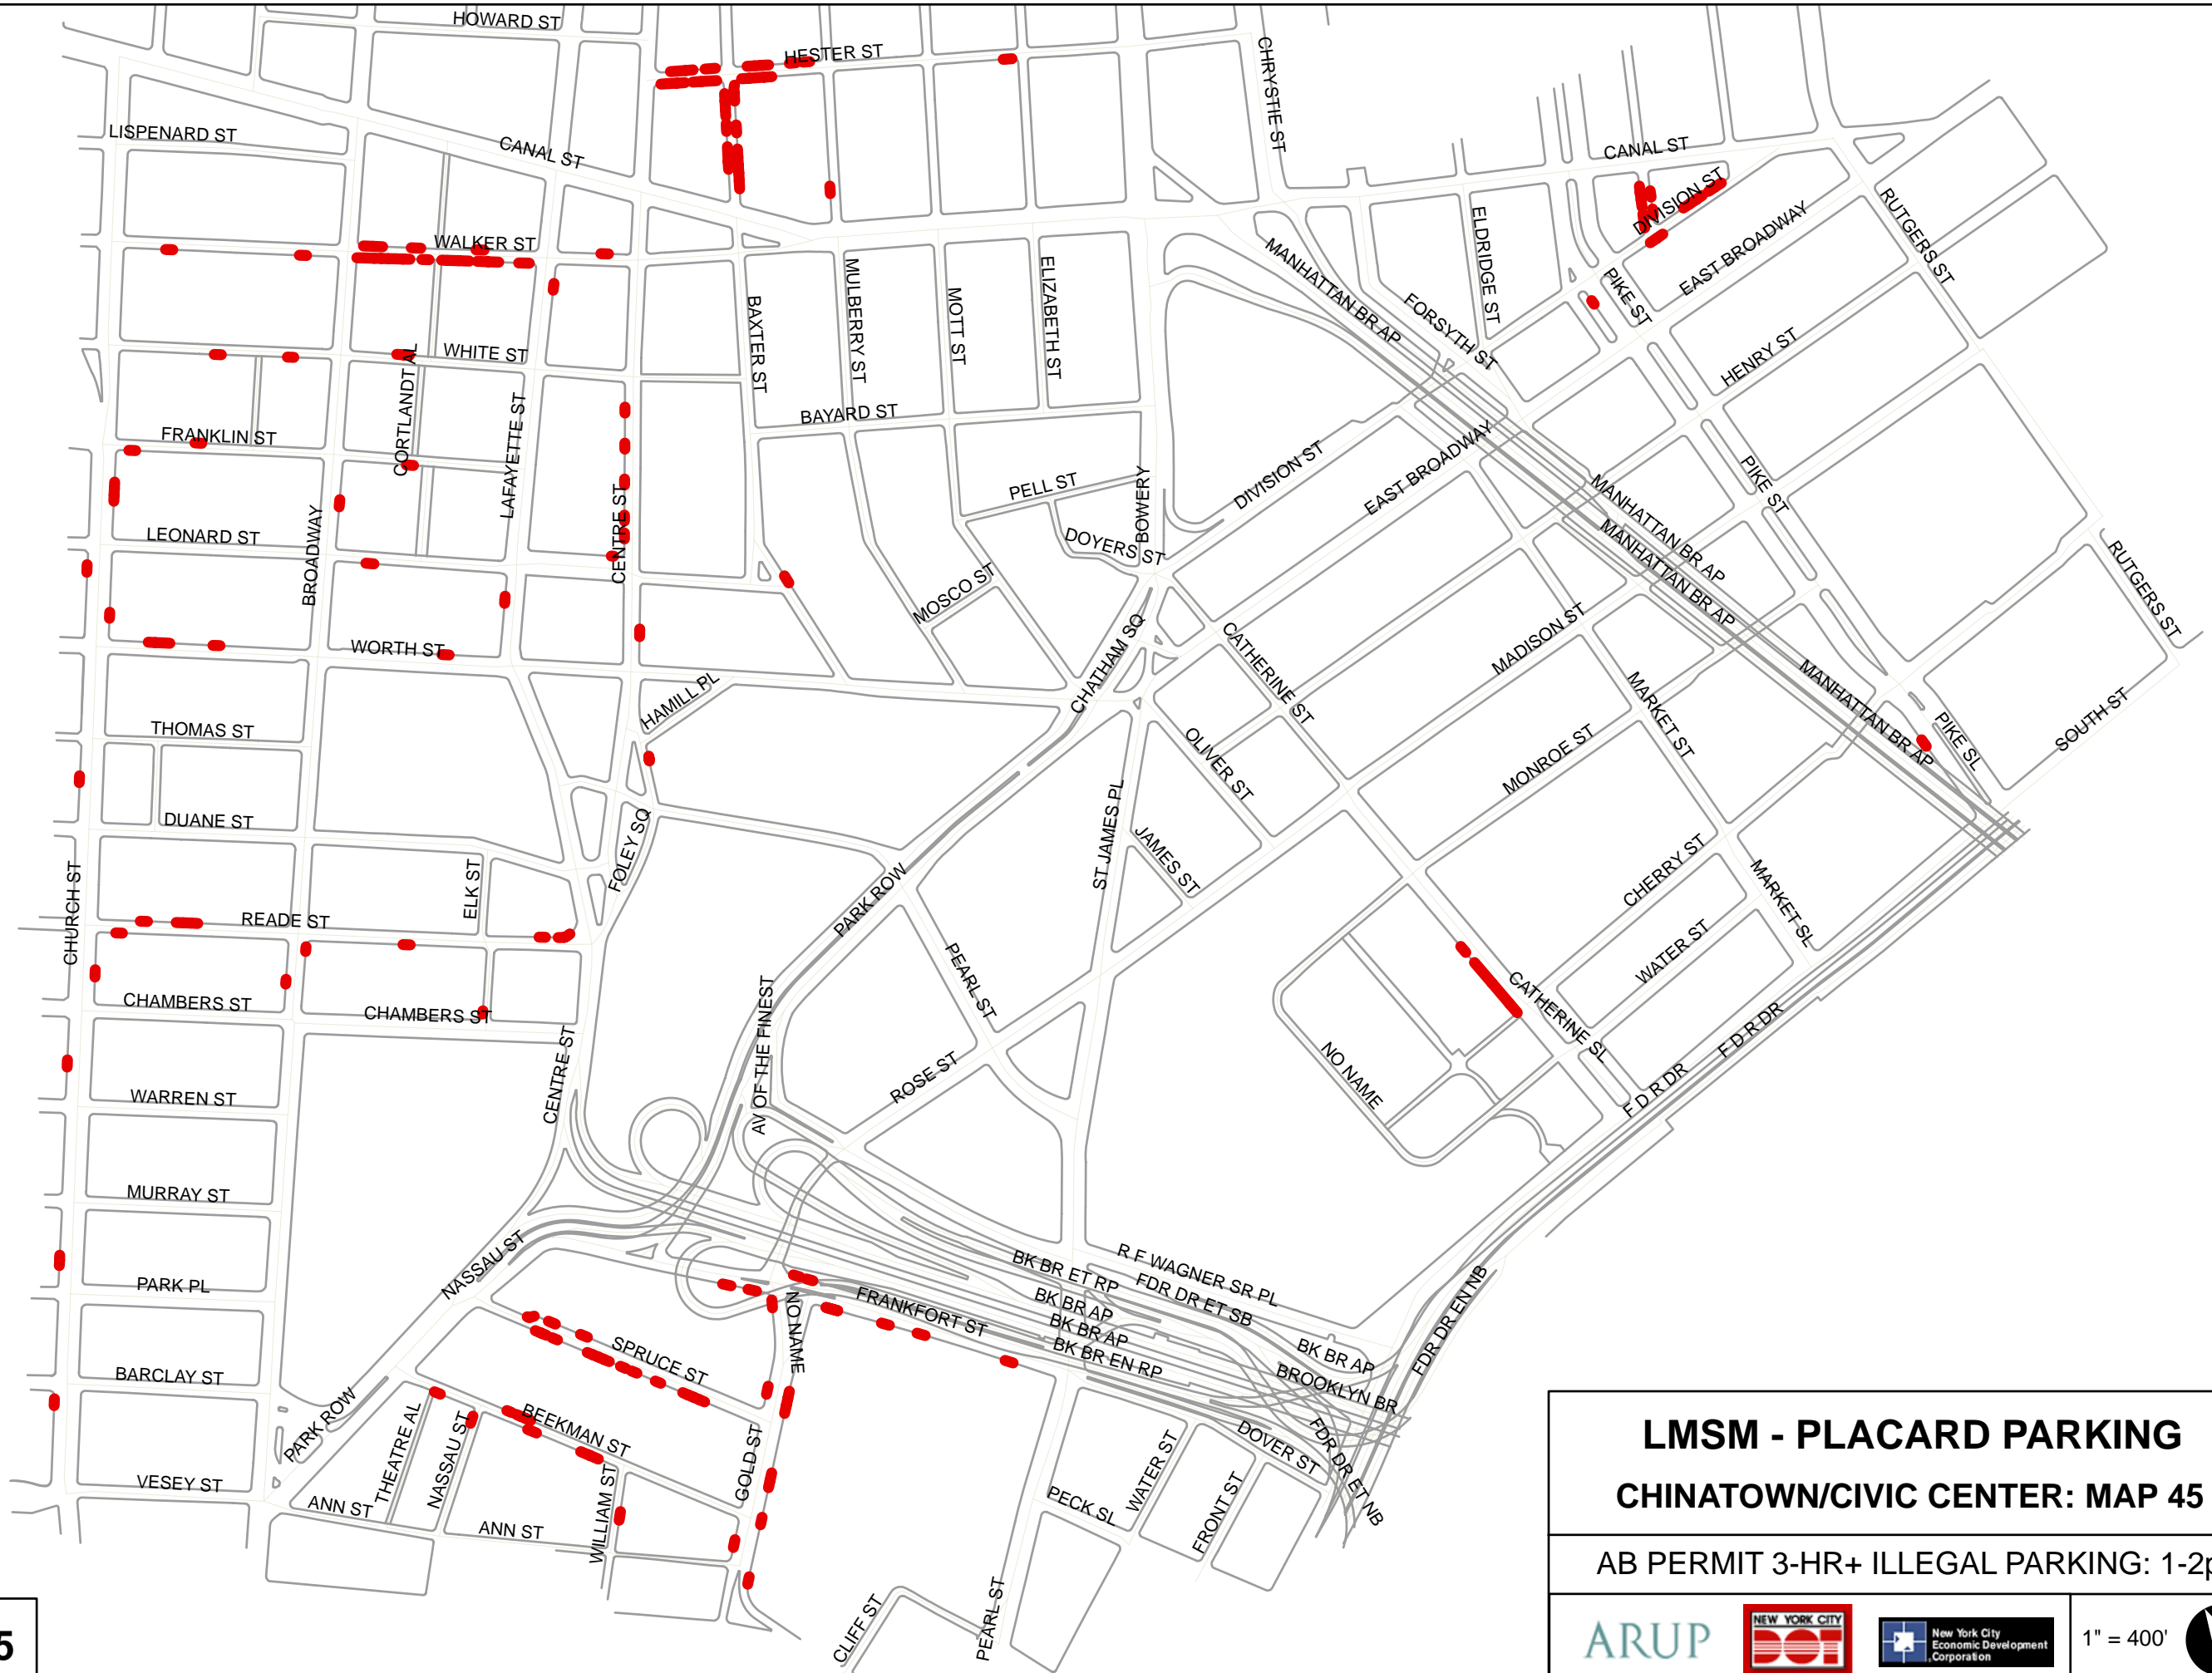 HOWARD ST
HESTER ST
CHRYSTIE ST
LISPENARD ST
CANAL ST
CANAL ST
DIVISION ST
RUTGERS ST
WALKER ST
ELDRIDGE ST
EAST BROADWAY
MANHATTAN BR AP
MULBERRY ST
MOTT ST
ELIZABETH ST
BAXTER ST
FORSYTH ST
PIKE ST
WHITE ST
HENRY ST
CORTLANDT AL
LAFAYETTE ST
BAYARD ST
FRANKLIN ST
EAST BROADWAY
DIVISION ST
PELL ST
BOWERY
PIKE ST
MANHATTAN BR AP
CENTRE ST
LEONARD ST
BROADWAY
DOYERS ST
MANHATTAN BR AP
RUTGERS ST
MOSCO ST
CHATHAM SQ
CATHERINE ST
MADISON ST
WORTH ST
HAMILL PL
MARKET ST
MANHATTAN BR AP
THOMAS ST
OLIVER ST
MONROE ST
PIKE SL
SOUTH ST
DUANE ST
FOLEY SQ
ST JAMES PL
JAMES ST
CHERRY ST
MARKET SL
CHURCH ST
ELK ST
READE ST
PARK ROW
PEARL ST
WATER ST
CATHERINE SL
CHAMBERS ST
CHAMBERS ST
AV OF THE FINEST
CENTRE ST
F D R DR
F D R DR
NO NAME
ROSE ST
WARREN ST
MURRAY ST
NASSAU ST
PARK PL
R F WAGNER SR PL
BK BR ET RP
FDR DR ET SB
BK BR AP
BK BR AP
BK BR EN RP
BK BR AP
BROOKLYN BR
FDR DR EN NB
FRANKFORT ST
NO NAME
SPRUCE ST
BARCLAY ST
PARK ROW
THEATRE AL
NASSAU ST
BEEKMAN ST
GOLD ST
DOVER ST
FDR DR ET NB
VESEY ST
ANN ST
ANN ST
WILLIAM ST
PECK SL
WATER ST
FRONT ST
CLIFF ST
PEARL ST
LMSM - PLACARD PARKING
CHINATOWN/CIVIC CENTER: MAP 45
AB PERMIT 3-HR+ ILLEGAL PARKING: 1-2p
ARUP
NEW YORK CITY
DOT
New York City
Economic Development
Corporation
1" = 400'
5